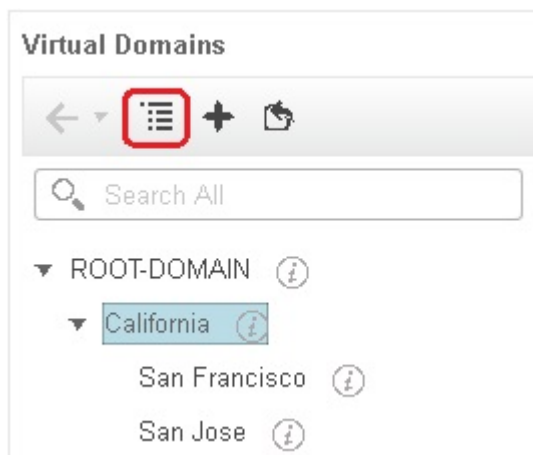 Virtual Domains
Search All
ROOT-DOMAIN
California
San Francisco
San Jose